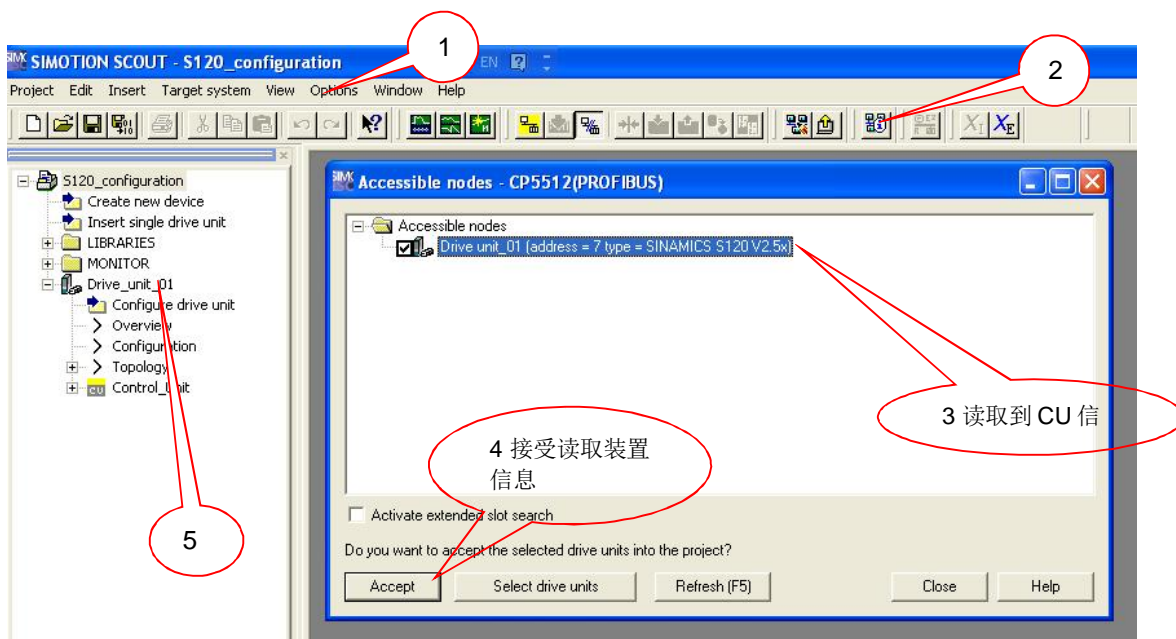 1
SIMOTION SCOUT - S120_configuration
EN
2
Project Edit Insert Target system View Options Window Help
S120_configuration
Create new device
Insert single drive unit
LIBRARIES
MONITOR
Drive_unit_01
Configure drive unit
Overview
Configuration
Topology
CU Control_Unit
5
Accessible nodes - CP5512(PROFIBUS)
Accessible nodes
Drive unit_01 (address = 7 type = SINAMICS S120 V2.5x)
3 读取到 CU 信
4 接受读取装置
信息
Activate extended slot search
Do you want to accept the selected drive units into the project?
Accept Select drive units Refresh (F5) Close Help